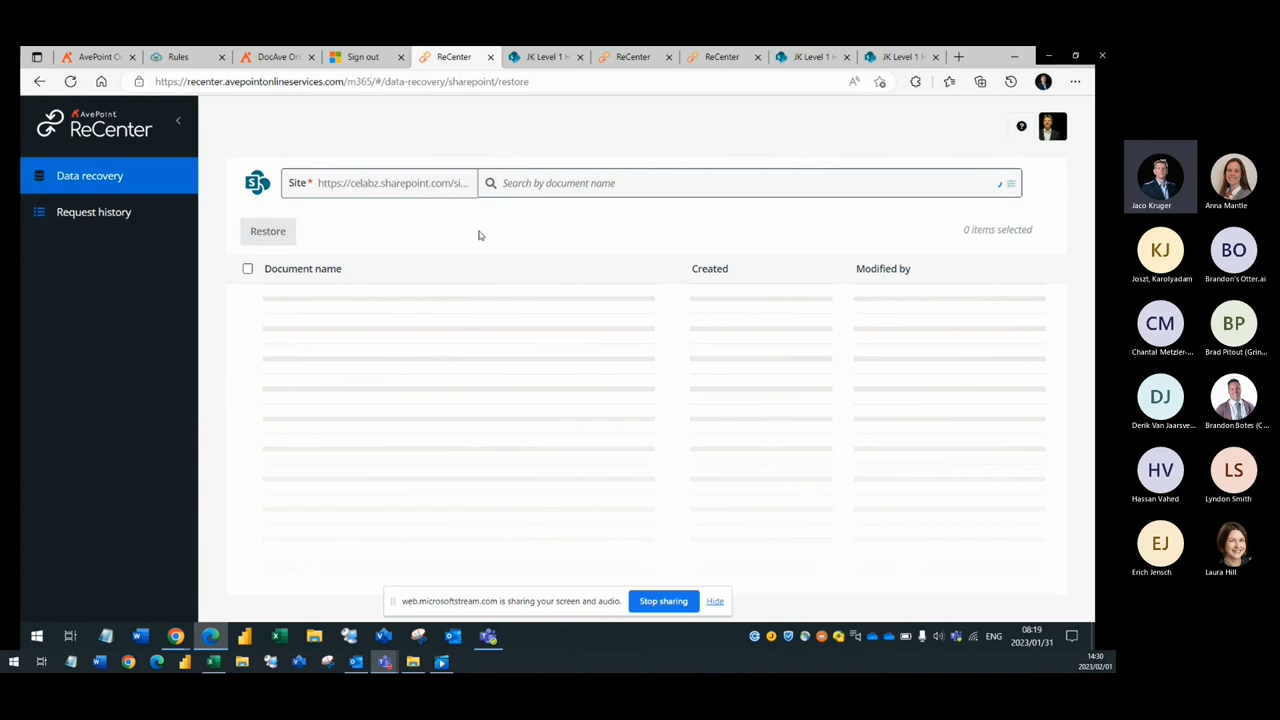 AvePoint O
Rules
DocAve Onl
Sign out
ReCenter
JK Level 1 H
ReCenter
ReCenter
JK Level 1 H
JK Level 1 H
https://recenter.avepointonlineservices.com/m365/#/data-recovery/sharepoint/restore
AvePoint
ReCenter
Data recovery
Request history
Site* https://celabz.sharepoint.com/si...
Search by document name
Restore
0 items selected
Document name
Created
Modified by
web.microsoftstream.com is sharing your screen and audio.
Stop sharing
Hide
ENG
08:19
2023/01/31
14:30
2023/02/01
Jaco Kruger
Anna Mantle
KJ
Joszt, Karolyadam
BO
Brandon's Otter.ai
CM
Chantal Metzler-...
BP
Brad Pitout (Grin...
DJ
Derik Van Jaarsve...
Brandon Botes (C...
HV
Hassan Vahed
LS
Lyndon Smith
EJ
Erich Jensch
Laura Hill